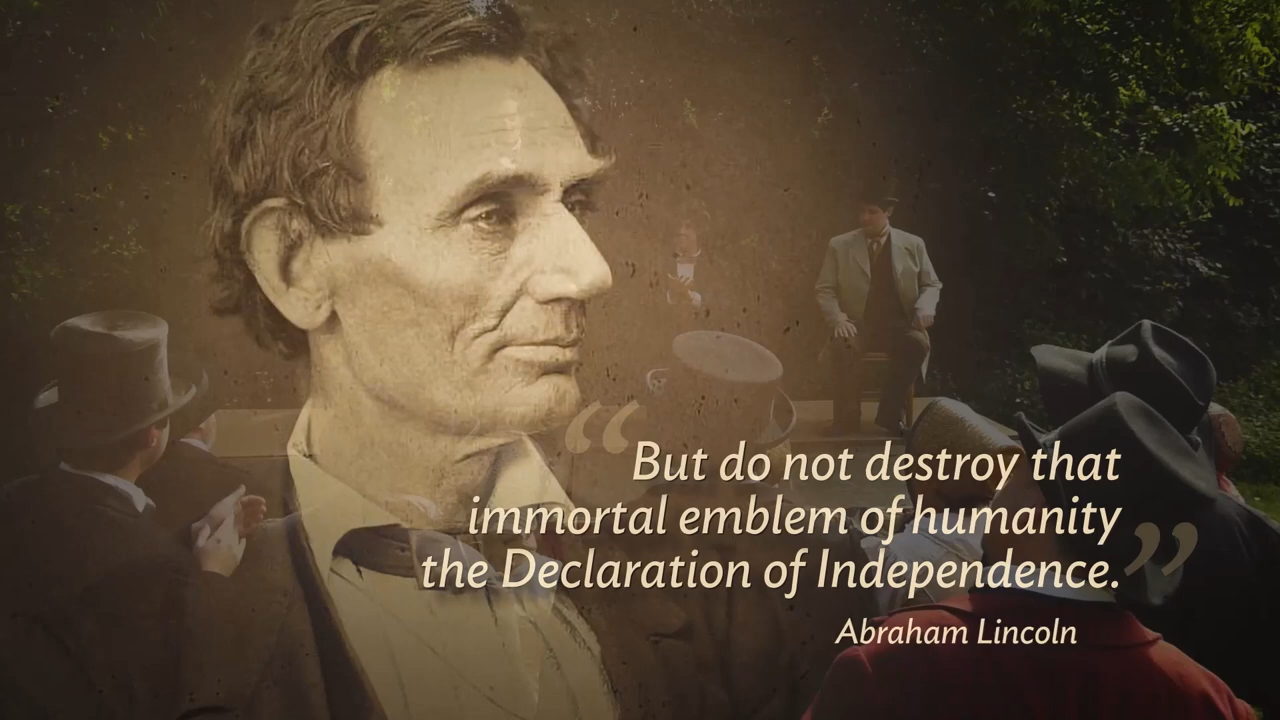 “But do not destroy that
immortal emblem of humanity
the Declaration of Independence.”
Abraham Lincoln